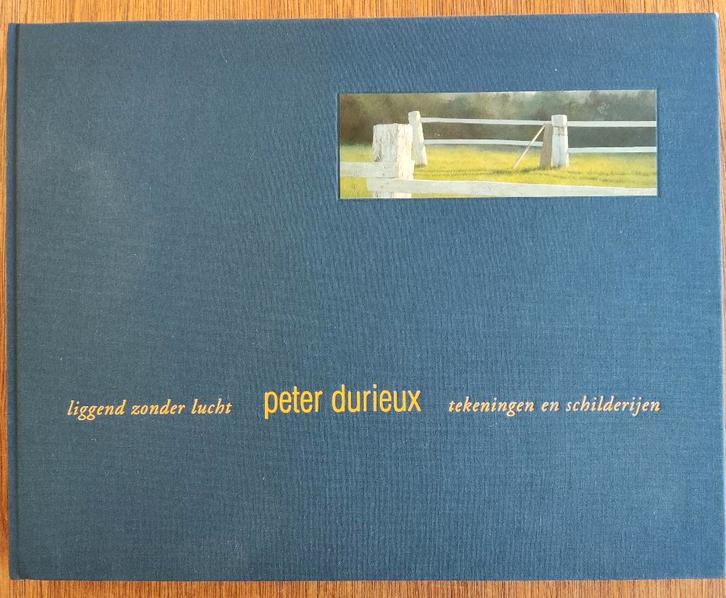 liggend zonder lucht peter durieux tekeningen en schilderijen